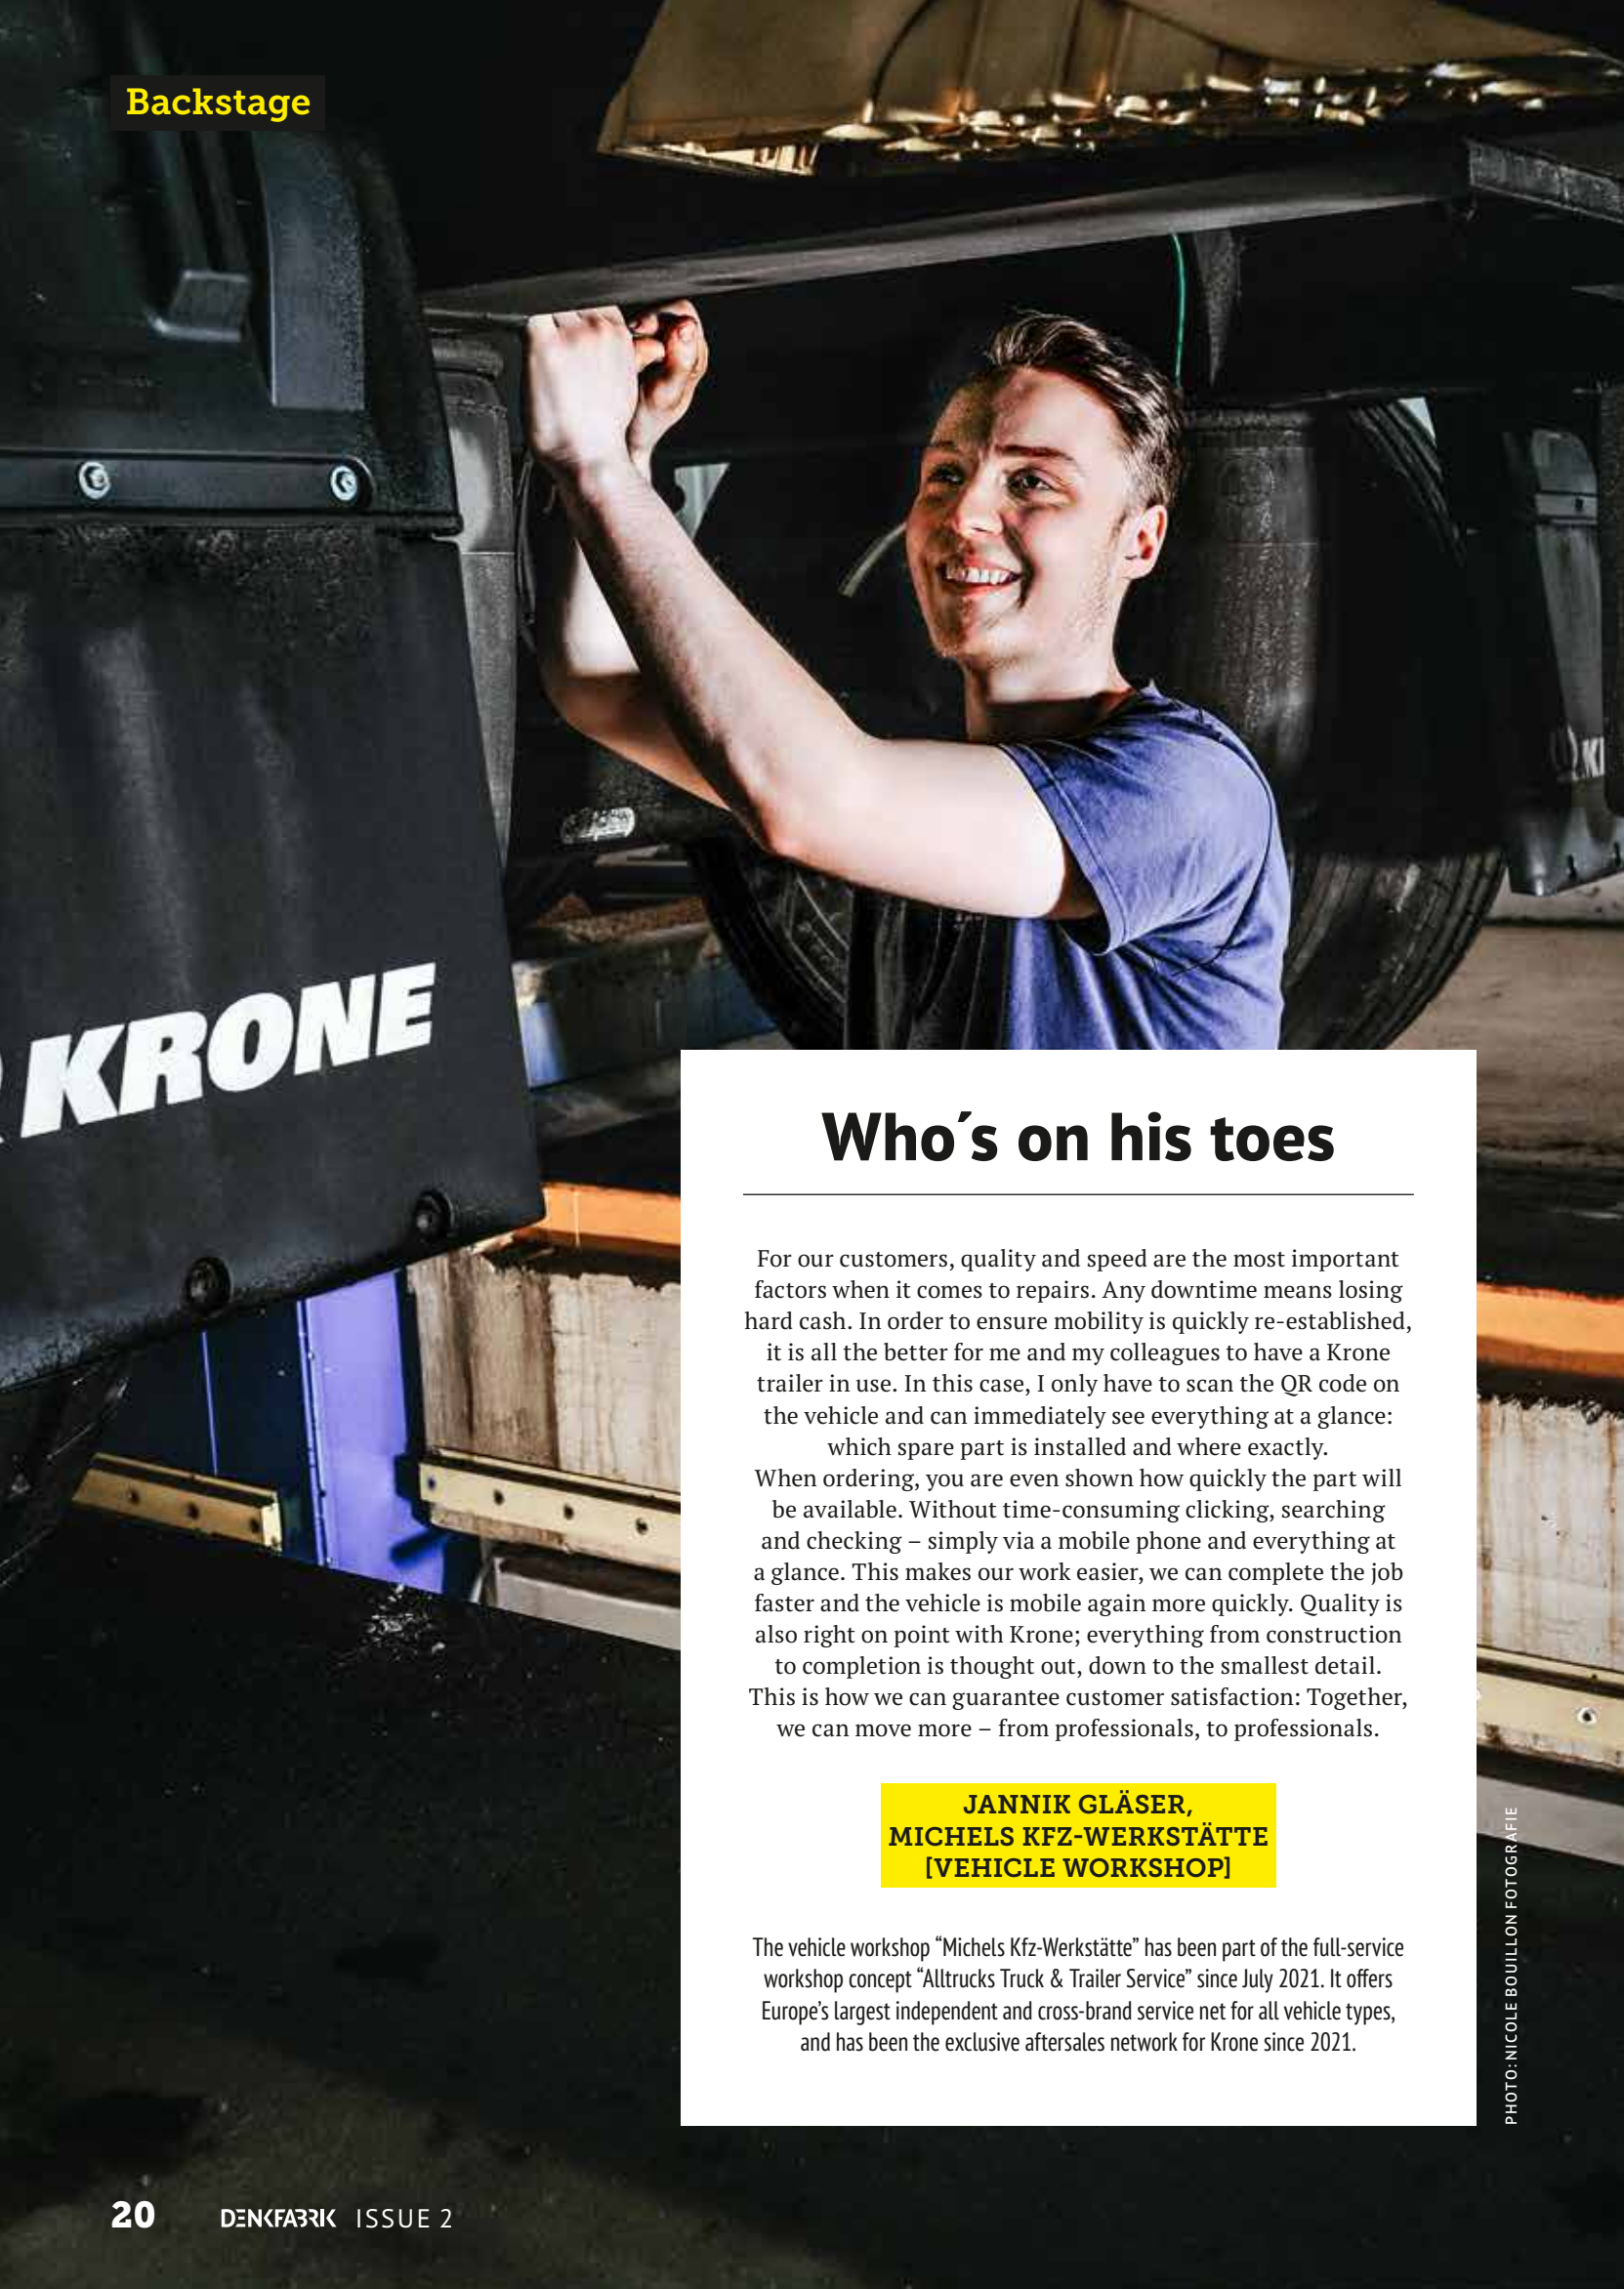 Backstage
KRONE
Who´s on his toes
For our customers, quality and speed are the most important
factors when it comes to repairs. Any downtime means losing
hard cash. In order to ensure mobility is quickly re-established,
it is all the better for me and my colleagues to have a Krone
trailer in use. In this case, I only have to scan the QR code on
the vehicle and can immediately see everything at a glance:
which spare part is installed and where exactly.
When ordering, you are even shown how quickly the part will
be available. Without time-consuming clicking, searching
and checking – simply via a mobile phone and everything at
a glance. This makes our work easier, we can complete the job
faster and the vehicle is mobile again more quickly. Quality is
also right on point with Krone; everything from construction
to completion is thought out, down to the smallest detail.
This is how we can guarantee customer satisfaction: Together,
we can move more – from professionals, to professionals.
JANNIK GLÄSER,
MICHELS KFZ-WERKSTÄTTE
[VEHICLE WORKSHOP]
The vehicle workshop “Michels Kfz-Werkstätte” has been part of the full-service
workshop concept “Alltrucks Truck & Trailer Service” since July 2021. It offers
Europe’s largest independent and cross-brand service net for all vehicle types,
and has been the exclusive aftersales network for Krone since 2021.
PHOTO: NICOLE BOUILLON FOTOGRAFIE
20 DENKFABRIK ISSUE 2